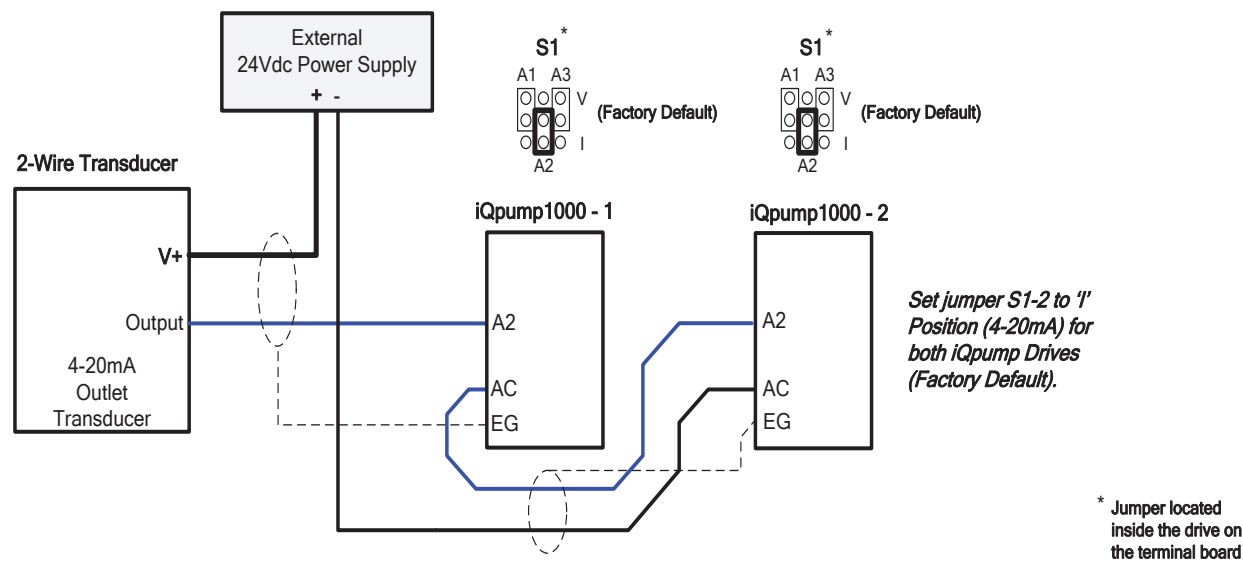 External
24Vdc Power Supply
+ -
S1*
A1 A3
V
(Factory Default)
I
A2
S1*
A1 A3
V
(Factory Default)
I
A2
2-Wire Transducer
V+
Output
4-20mA
Outlet
Transducer
iQpump1000 - 1
A2
AC
EG
iQpump1000 - 2
A2
AC
EG
Set jumper S1-2 to 'I'
Position (4-20mA) for
both iQpump Drives
(Factory Default).
* Jumper located
inside the drive on
the terminal board